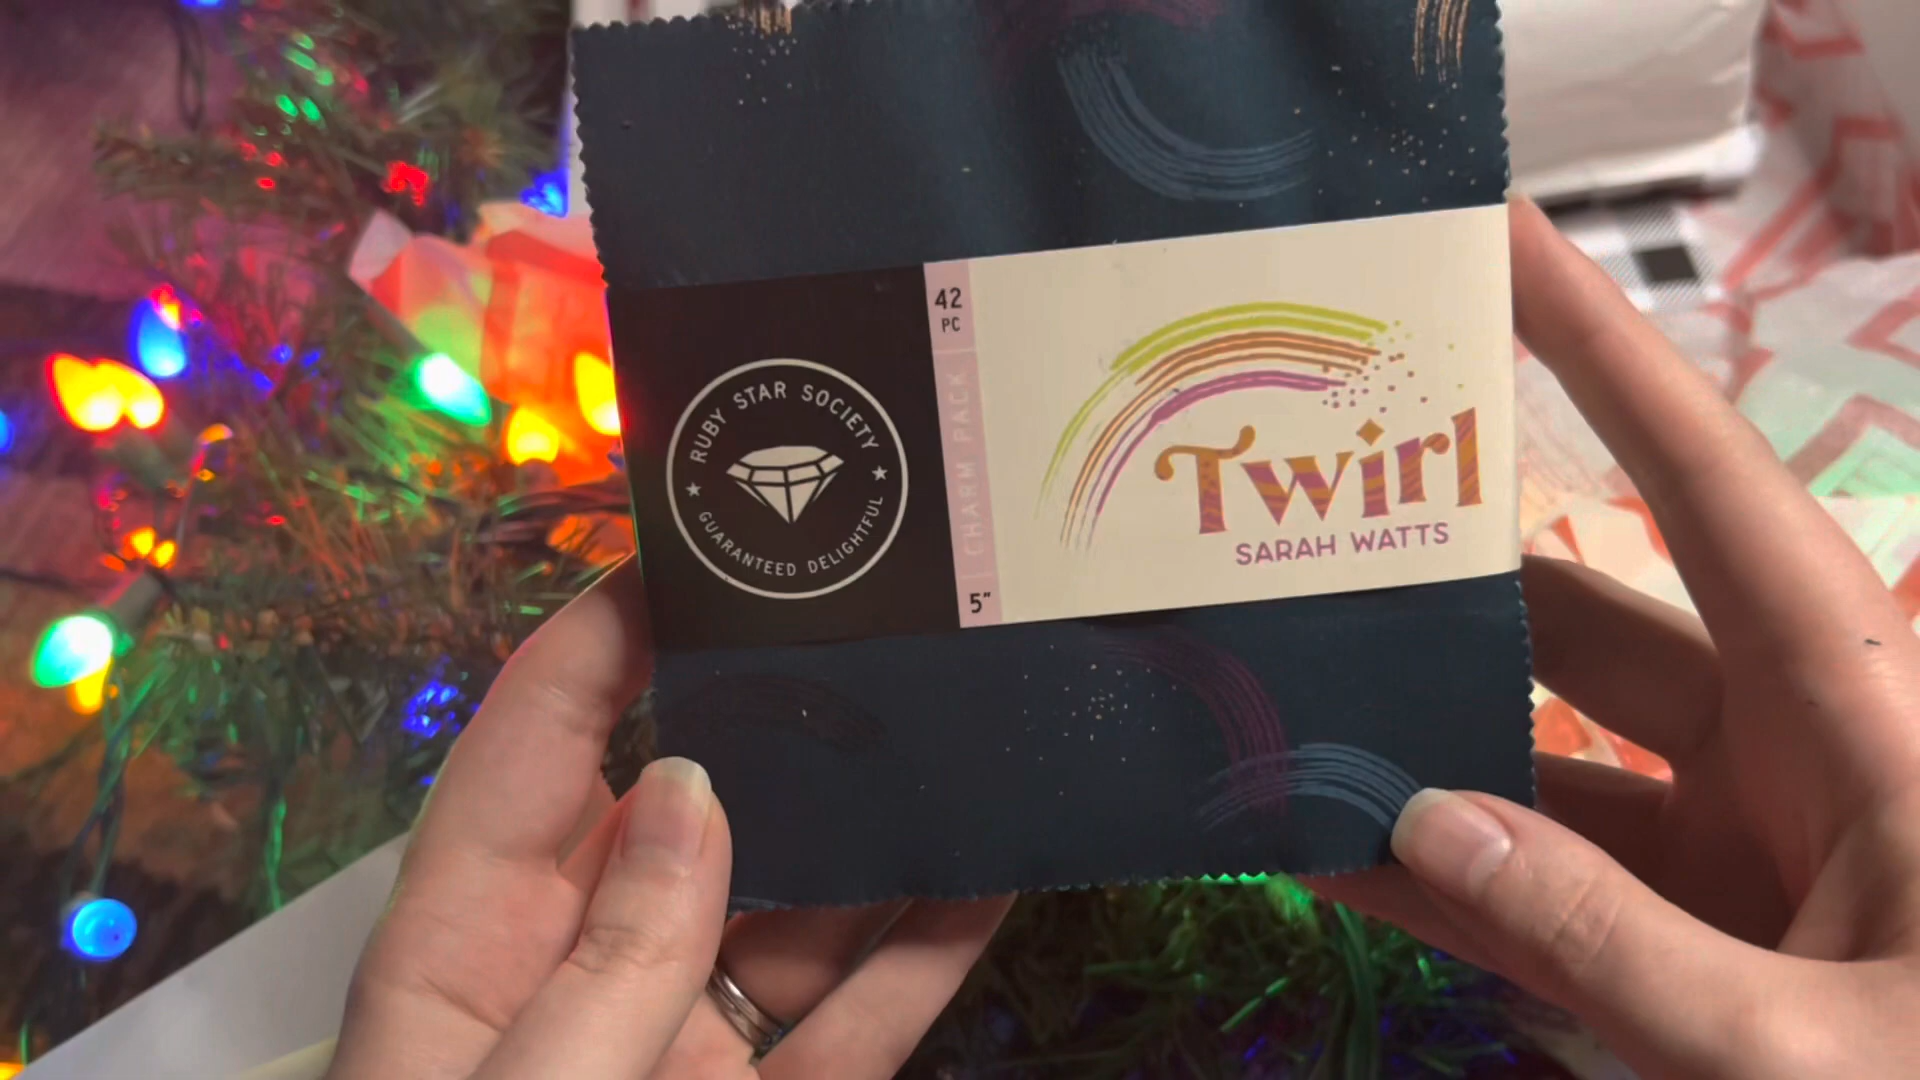 RUBY STAR SOCIETY
GUARANTEED DELIGHTFUL
42
PC
CHARM PACK
5"
Twirl
SARAH WATTS